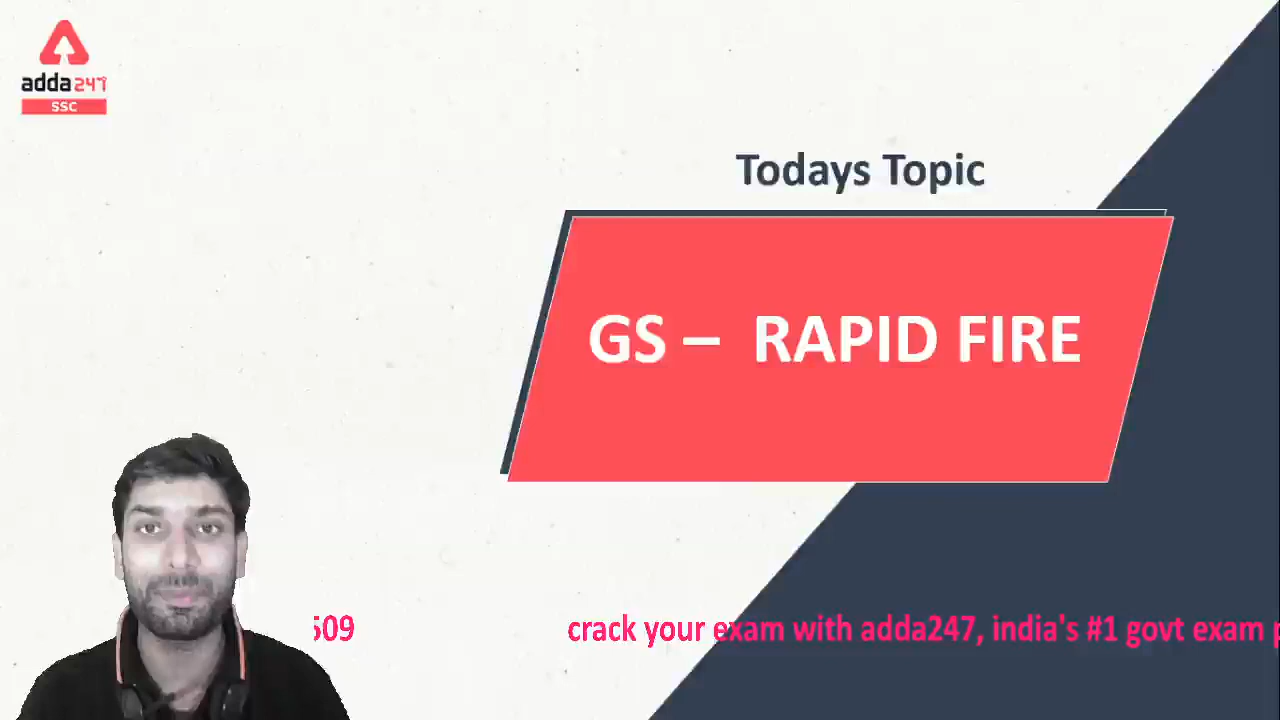 adda247
SSC
Todays Topic
GS – RAPID FIRE
509 crack your exam with adda247, india's #1 govt exam